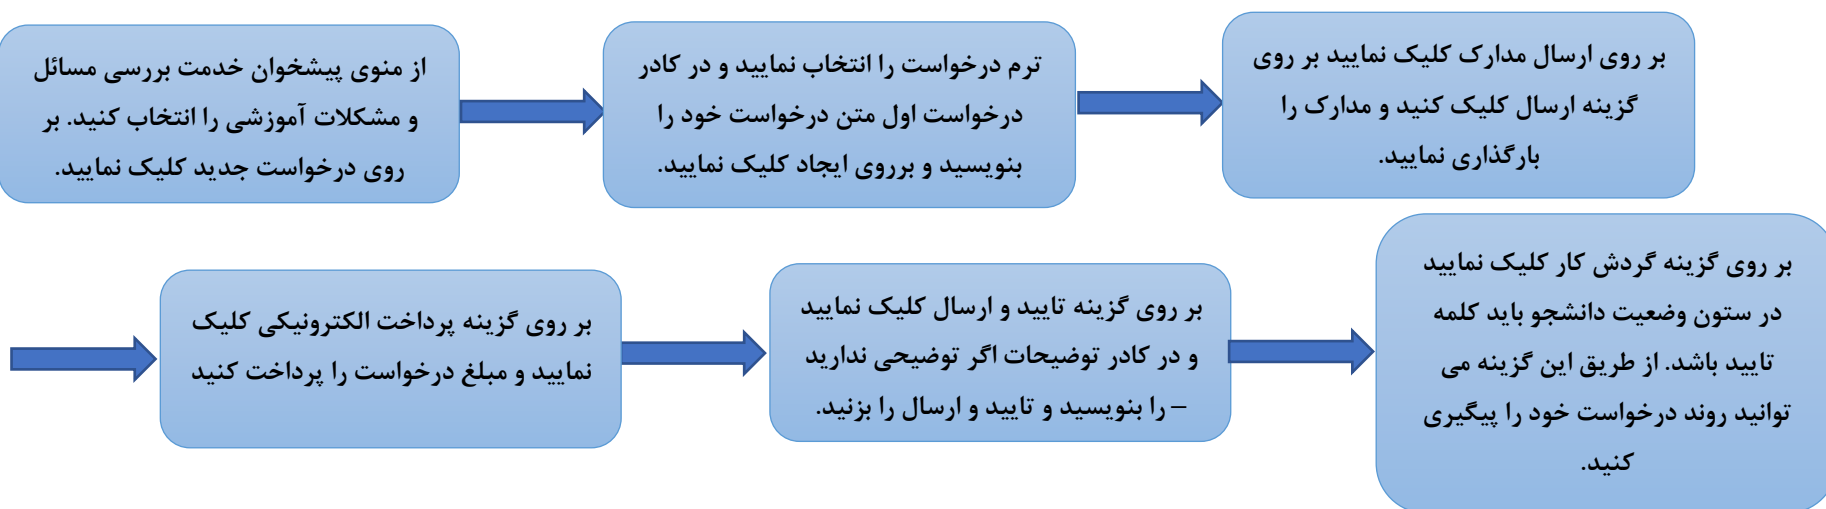 از منوی پیشخوان خدمت بررسی مسائل
و مشکلات آموزشی را انتخاب کنید. بر
روی درخواست جدید کلیک نمایید.
ترم درخواست را انتخاب نمایید و در کادر
درخواست اول متن درخواست خود را
بنویسید و برروی ایجاد کلیک نمایید.
بر روی ارسال مدارک کلیک نمایید بر روی
گزینه ارسال کلیک کنید و مدارک را
بارگذاری نمایید.
بر روی گزینه پرداخت الکترونیکی کلیک
نمایید و مبلغ درخواست را پرداخت کنید
بر روی گزینه تایید و ارسال کلیک نمایید
و در کادر توضیحات اگر توضیحی ندارید
– را بنویسید و تایید و ارسال را بزنید.
بر روی گزینه گردش کار کلیک نمایید
در ستون وضعیت دانشجو باید کلمه
تایید باشد. از طریق این گزینه می
توانید روند درخواست خود را پیگیری
کنید.